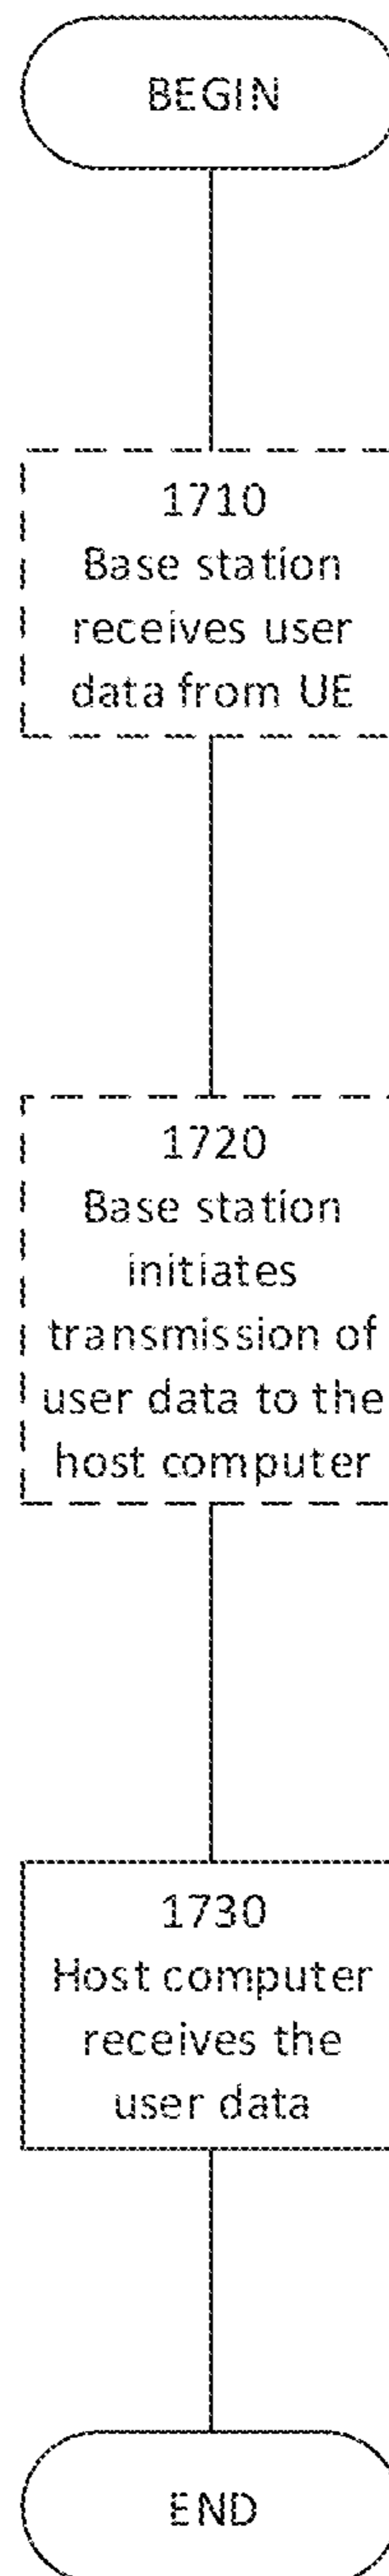 BEGIN
1710
Base station
receives user
data from UE
1720
Base station
initiates
transmission of
user data to the
host computer
1730
Host computer
receives the
user data
END